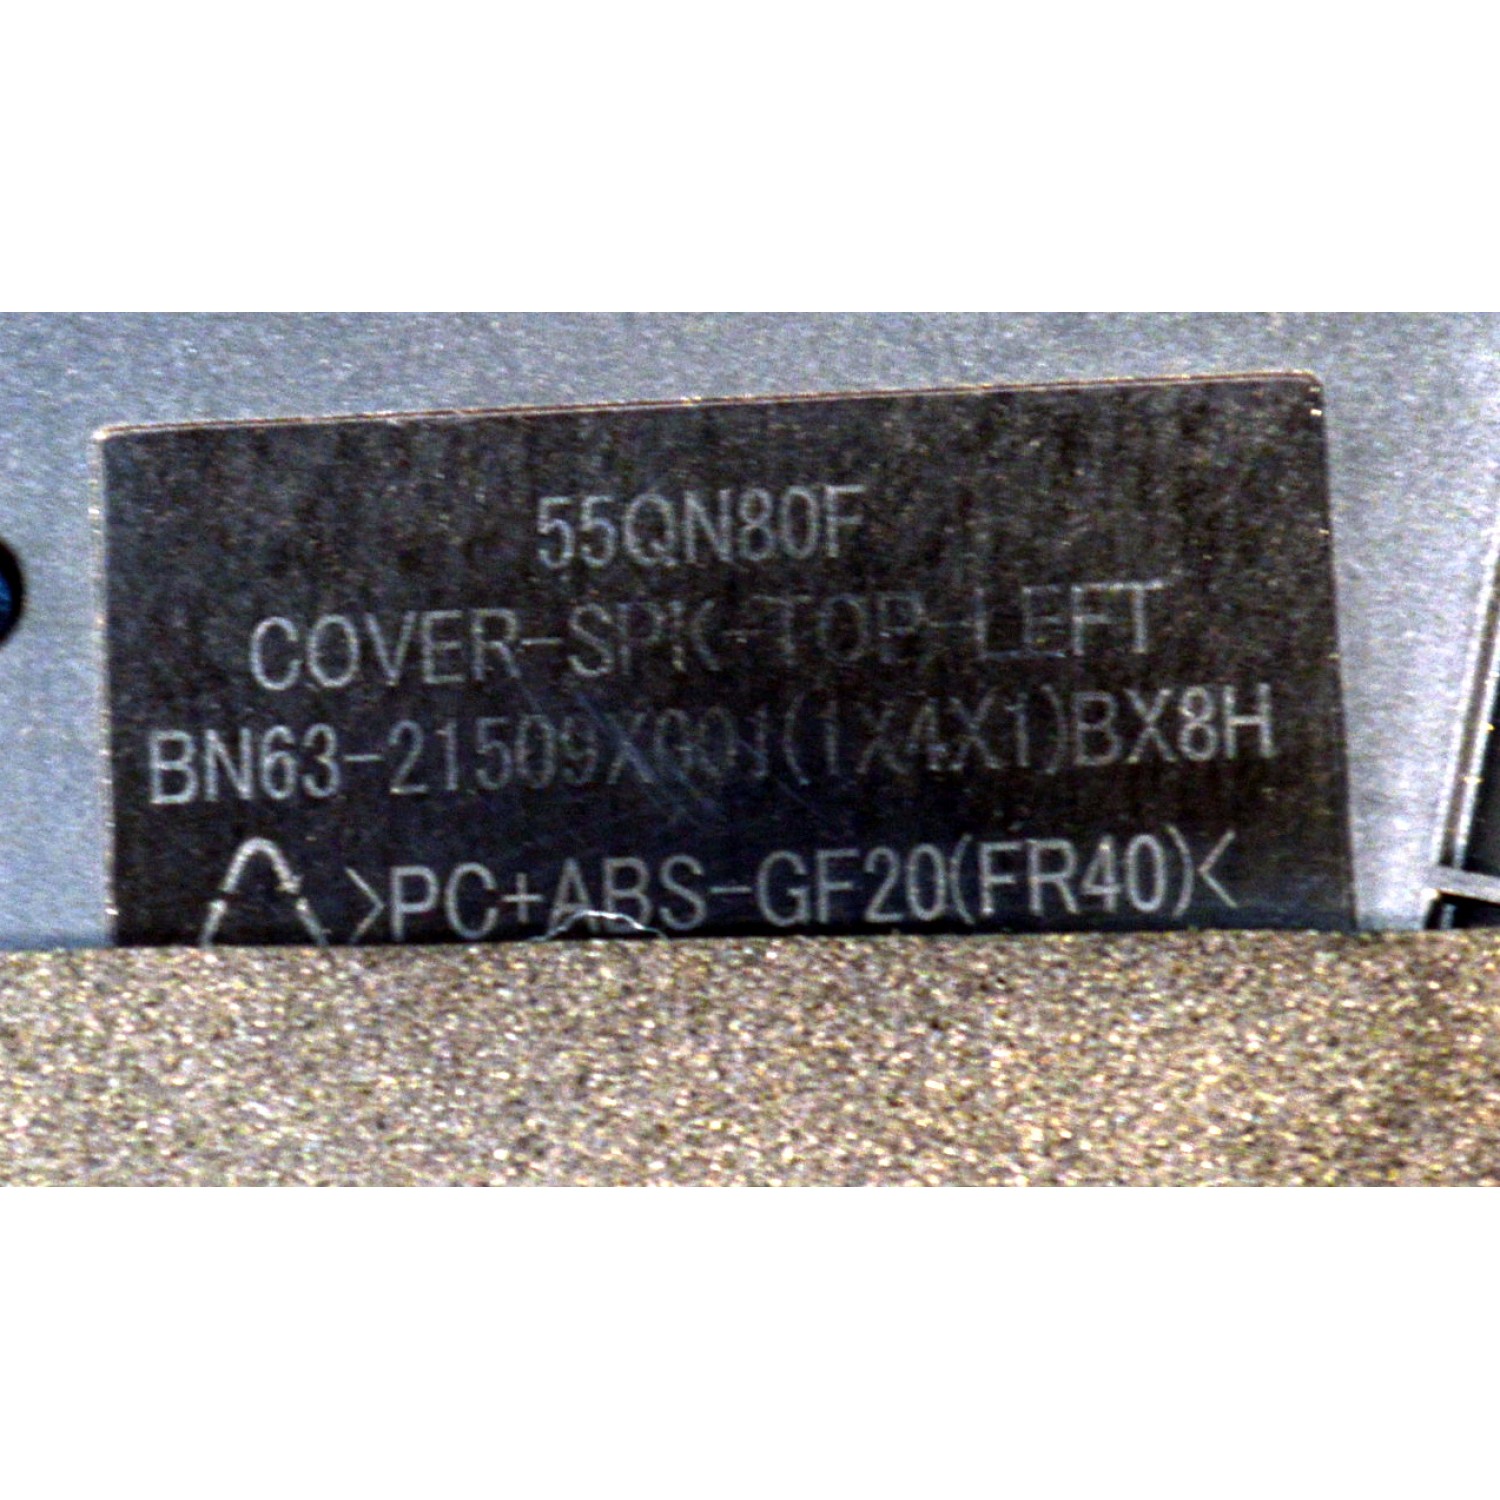 55QN80F
COVER-SPK-TOP-LEFT
BN63-21509X001(1X4X1)BX8H
>PC+ABS-GF20(FR40)<